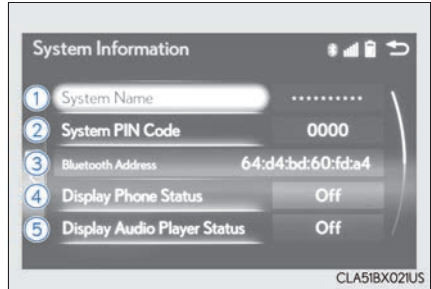 System Information
1 System Name ••••••••••
2 System PIN Code 0000
3 Bluetooth Address 64:d4:bd:60:fd:a4
4 Display Phone Status Off
5 Display Audio Player Status Off
CLA51BX021US